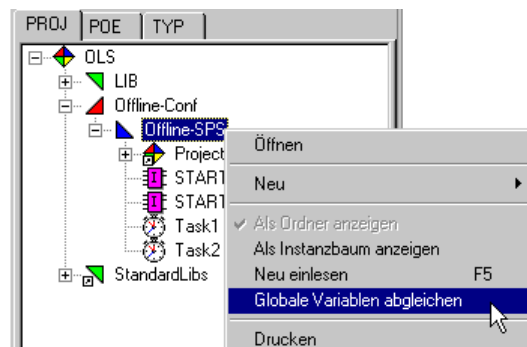 PROJ POE TYP
OLS
LIB
Offline-Conf
Offline-SPS
Project
START
START
Task1
Task2
StandardLibs
Öffnen
Neu
Als Ordner anzeigen
Als Instanzbaum anzeigen
Neu einlesen F5
Globale Variablen abgleichen
Drucken